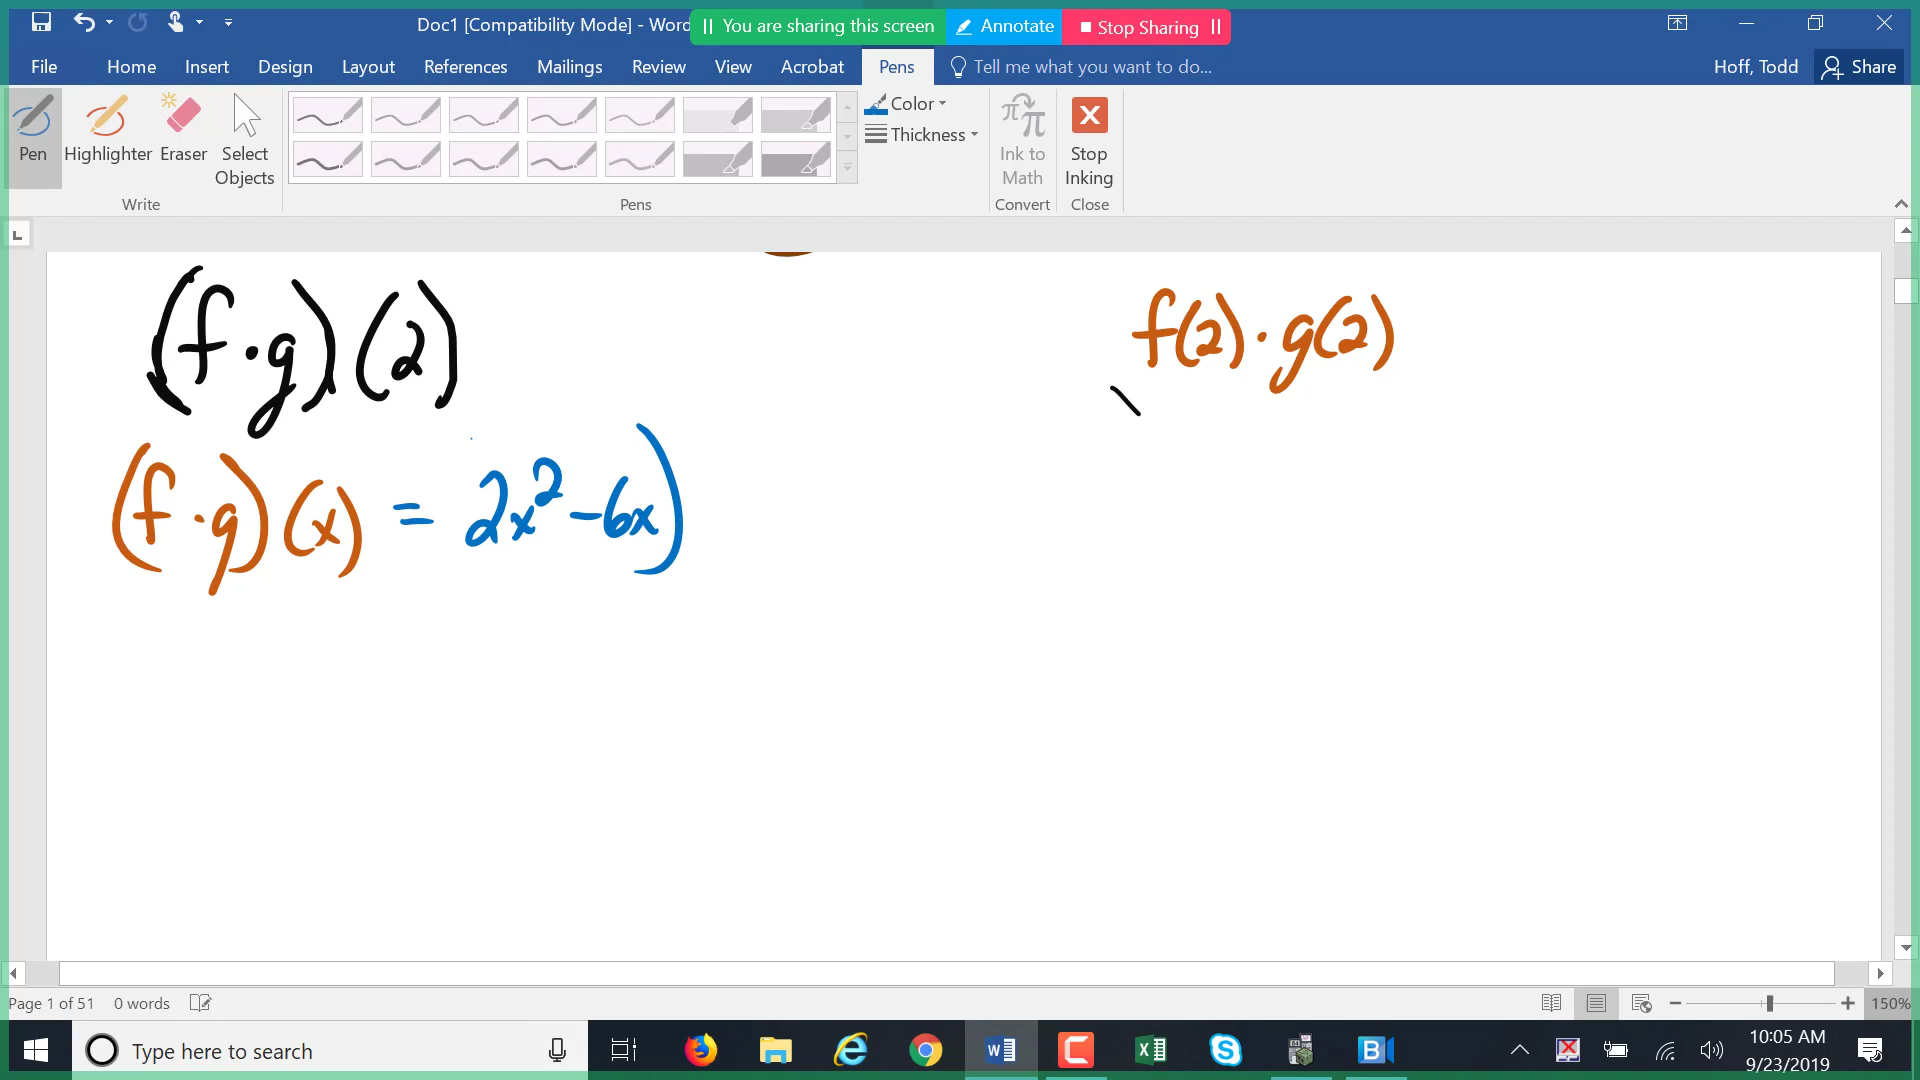 Doc1 [Compatibility Mode] - Word
You are sharing this screen
Annotate
Stop Sharing
File Home Insert Design Layout References Mailings Review View Acrobat Pens Tell me what you want to do... Hoff, Todd Share
Pen Highlighter Eraser Select Objects
Color
Thickness
Ink to Math
Stop Inking
Write Pens Convert Close
(f·g)(2)
f(2)·g(2)
(f·g)(x) = 2x²-6x)
Page 1 of 51 0 words 150%
Type here to search
10:05 AM
9/23/2019